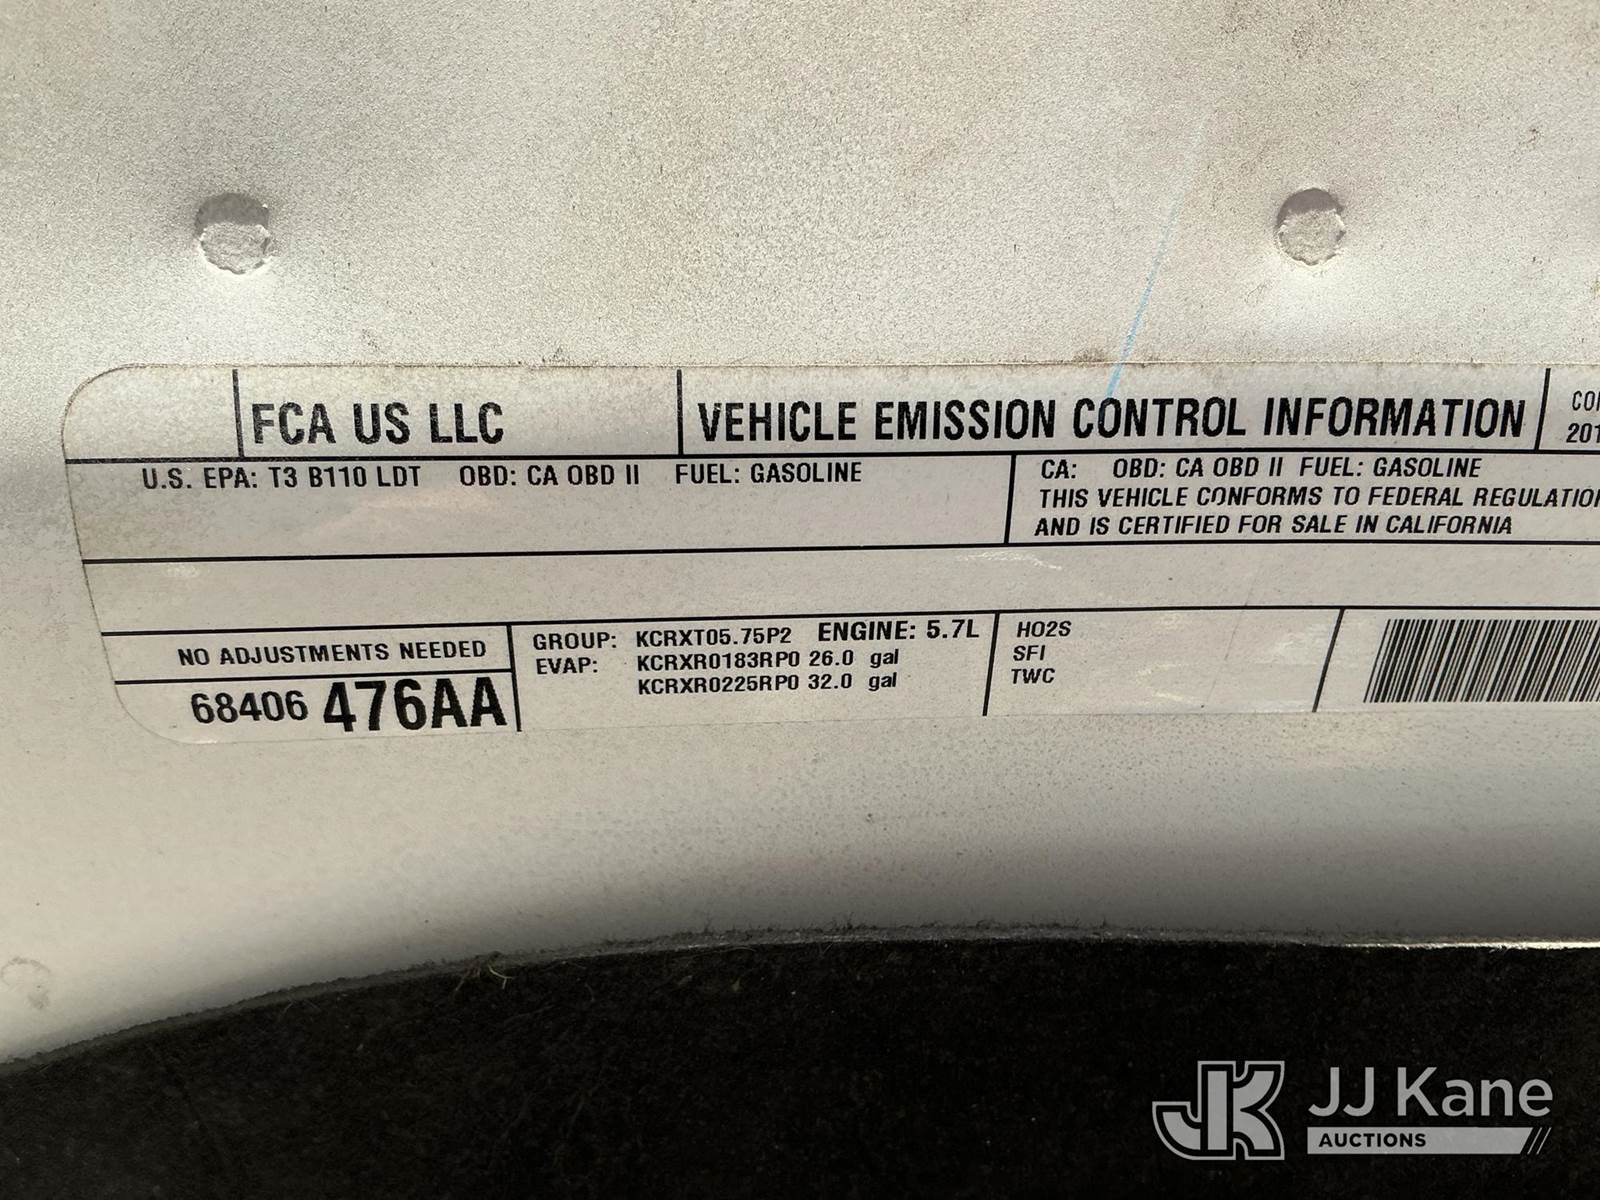 FCA US LLC
VEHICLE EMISSION CONTROL INFORMATION
U.S. EPA: T3 B110 LDT OBD: CA OBD II FUEL: GASOLINE
CA: OBD: CA OBD II FUEL: GASOLINE
THIS VEHICLE CONFORMS TO FEDERAL
AND IS CERTIFIED FOR SALE IN CALIFORNIA
NO ADJUSTMENTS NEEDED
68406 476AA
GROUP: KCRXT05.75P2 ENGINE: 5.7L
EVAP: KCRXR0183RP0 26.0 gal
KCRXR0225RP0 32.0 gal
HO2S
SFI
TWC
JK
JJ Kane
AUCTIONS